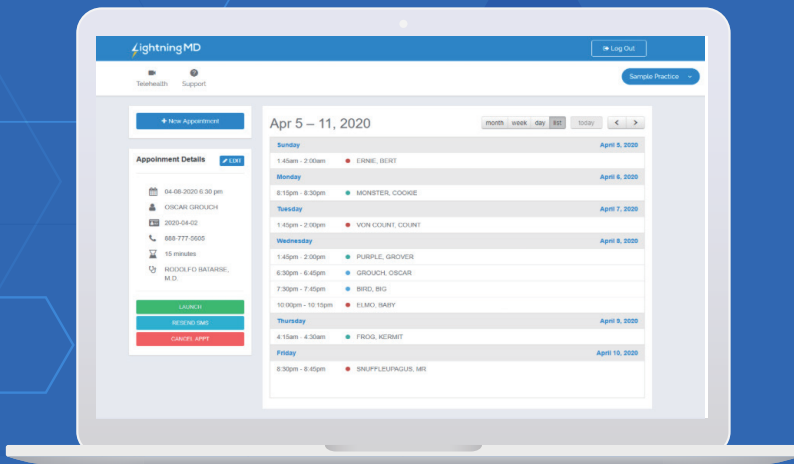 LightningMD
Log Out
Telehealth
Support
Sample Practice
+ New Appointment
Appoinment Details
EDIT
04-08-2020 6:30 pm
OSCAR GROUCH
2020-04-02
888-777-5605
15 minutes
RODOLFO BATARSE,
M.D.
LAUNCH
RESEND SMS
CANCEL APPT
Apr 5 – 11, 2020
month week day list today < >
Sunday April 5, 2020
1:45am - 2:00am ERNIE, BERT
Monday April 6, 2020
8:15pm - 8:30pm MONSTER, COOKIE
Tuesday April 7, 2020
1:45pm - 2:00pm VON COUNT, COUNT
Wednesday April 8, 2020
1:45pm - 2:00pm PURPLE, GROVER
6:30pm - 6:45pm GROUCH, OSCAR
7:30pm - 7:45pm BIRD, BIG
10:00pm - 10:15pm ELMO, BABY
Thursday April 9, 2020
4:15am - 4:30am FROG, KERMIT
Friday April 10, 2020
8:30pm - 8:45pm SNUFFLEUPAGUS, MR